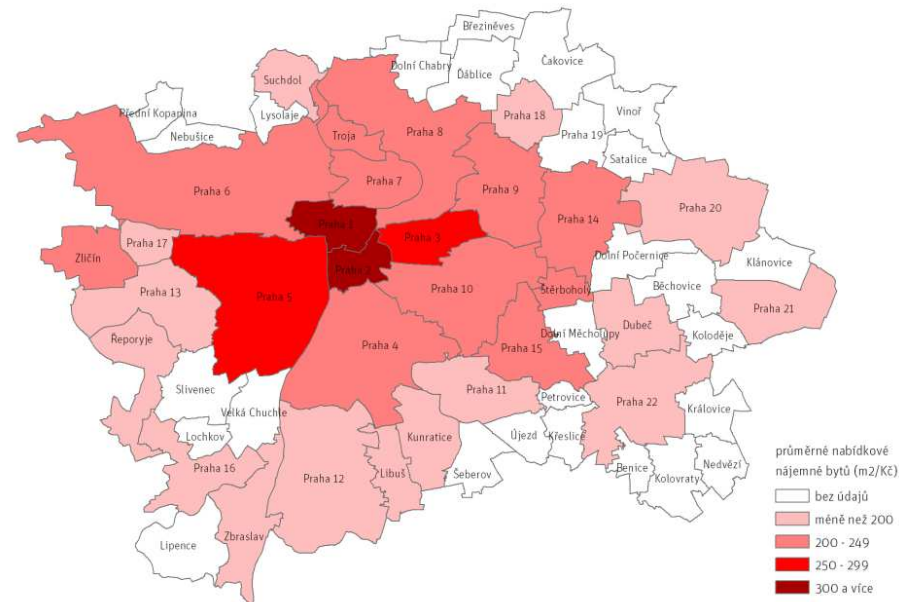 Březiněves
Dolní Chabry
Ďáblice
Čakovice
Suchdol
Přední Kopanina
Lysolaje
Nebušice
Troja
Praha 8
Praha 18
Praha 19
Vinoř
Satalice
Praha 6
Praha 7
Praha 9
Praha 14
Praha 20
Praha 1
Praha 3
Praha 17
Zličín
Praha 2
Dolní Počernice
Klánovice
Praha 13
Praha 5
Praha 10
Štěrboholy
Běchovice
Praha 21
Řeporyje
Praha 4
Praha 15
Dolní Měcholupy
Dubeč
Koloděje
Slivenec
Velká Chuchle
Praha 11
Petrovice
Praha 22
Královice
Lochkov
Kunratice
Újezd
Křeslice
Praha 16
Praha 12
Libuš
Šeberov
Benice
Kolovraty
Nedvězí
Lipence
Zbraslav
průměrné nabídkové
nájemné bytů (m2/Kč)
bez údajů
méně než 200
200 - 249
250 - 299
300 a více